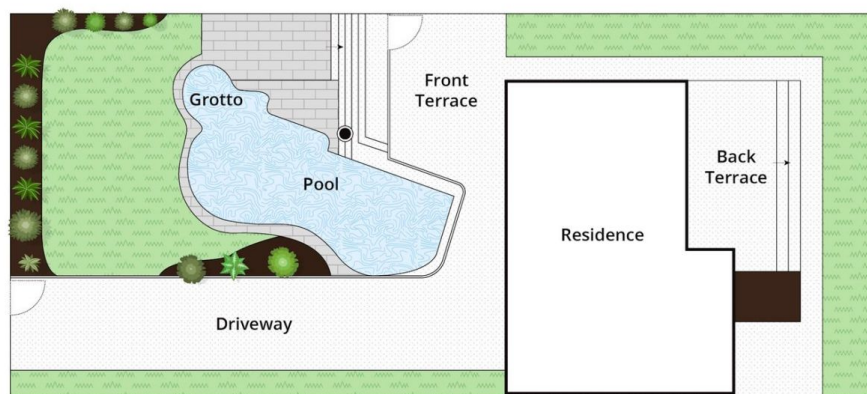 Grotto
Front
Terrace
Pool
Back
Terrace
Residence
Driveway